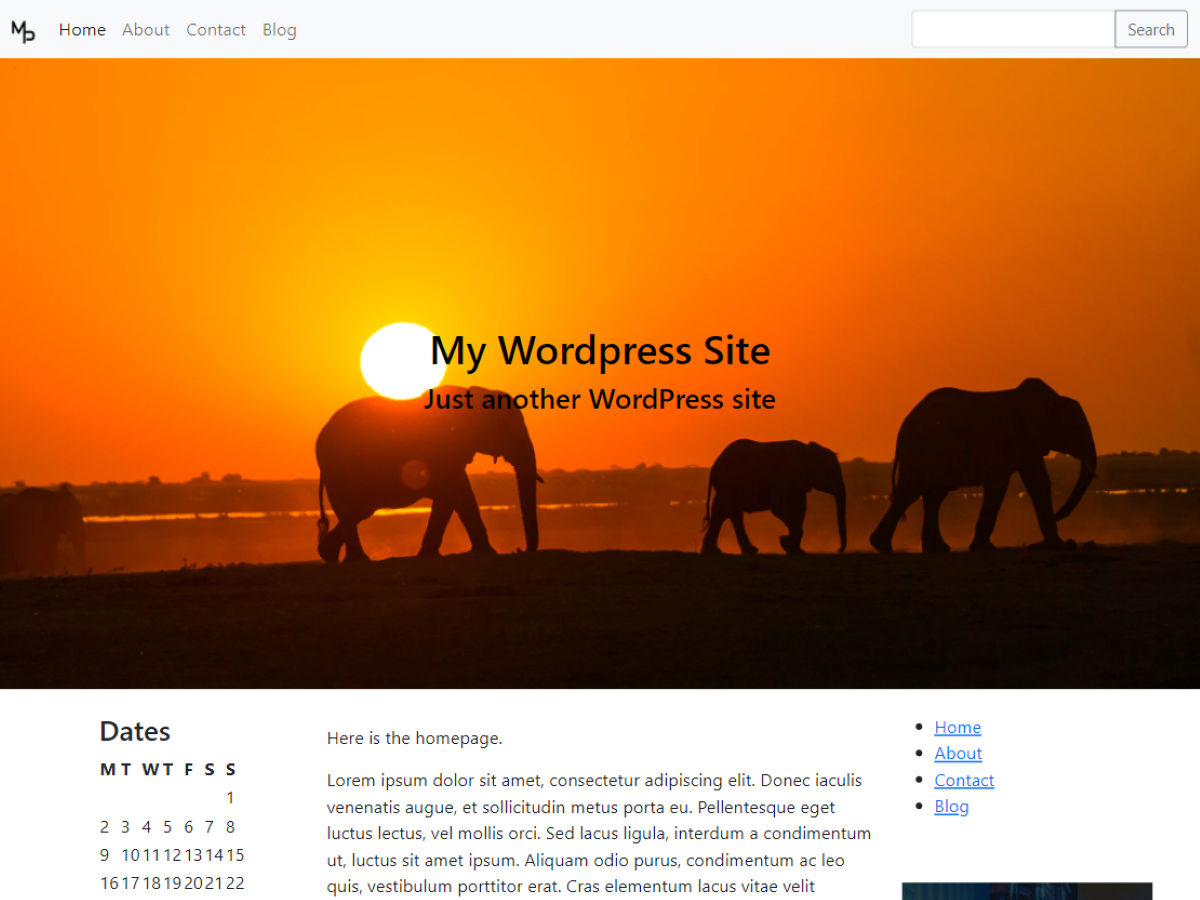 MP Home About Contact Blog Search
My Wordpress Site
Just another WordPress site
Dates
M T W T F S S
1
2 3 4 5 6 7 8
9 10 11 12 13 14 15
16 17 18 19 20 21 22
Here is the homepage.
Lorem ipsum dolor sit amet, consectetur adipiscing elit. Donec iaculis
venenatis augue, et sollicitudin metus porta eu. Pellentesque eget
luctus lectus, vel mollis orci. Sed lacus ligula, interdum a condimentum
ut, luctus sit amet ipsum. Aliquam odio purus, condimentum ac leo
quis, vestibulum porttitor erat. Cras elementum lacus vitae velit
Home
About
Contact
Blog